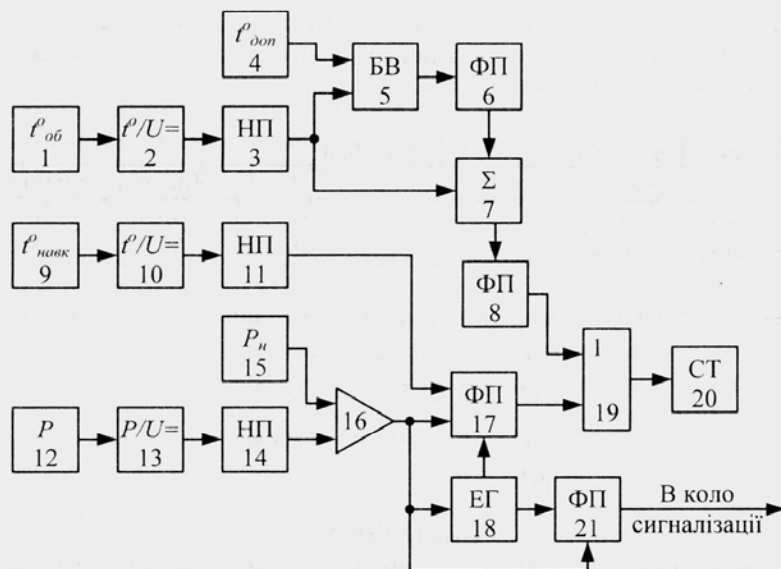 t°доп
4
БВ
5
ФП
6
t°об
1
t°/U=
2
НП
3
Σ
7
t°навк
9
t°/U=
10
НП
11
ФП
8
Pн
15
1
19
СТ
20
P
12
P/U=
13
НП
14
16
ФП
17
ЕГ
18
ФП
21
В коло
сигналізації